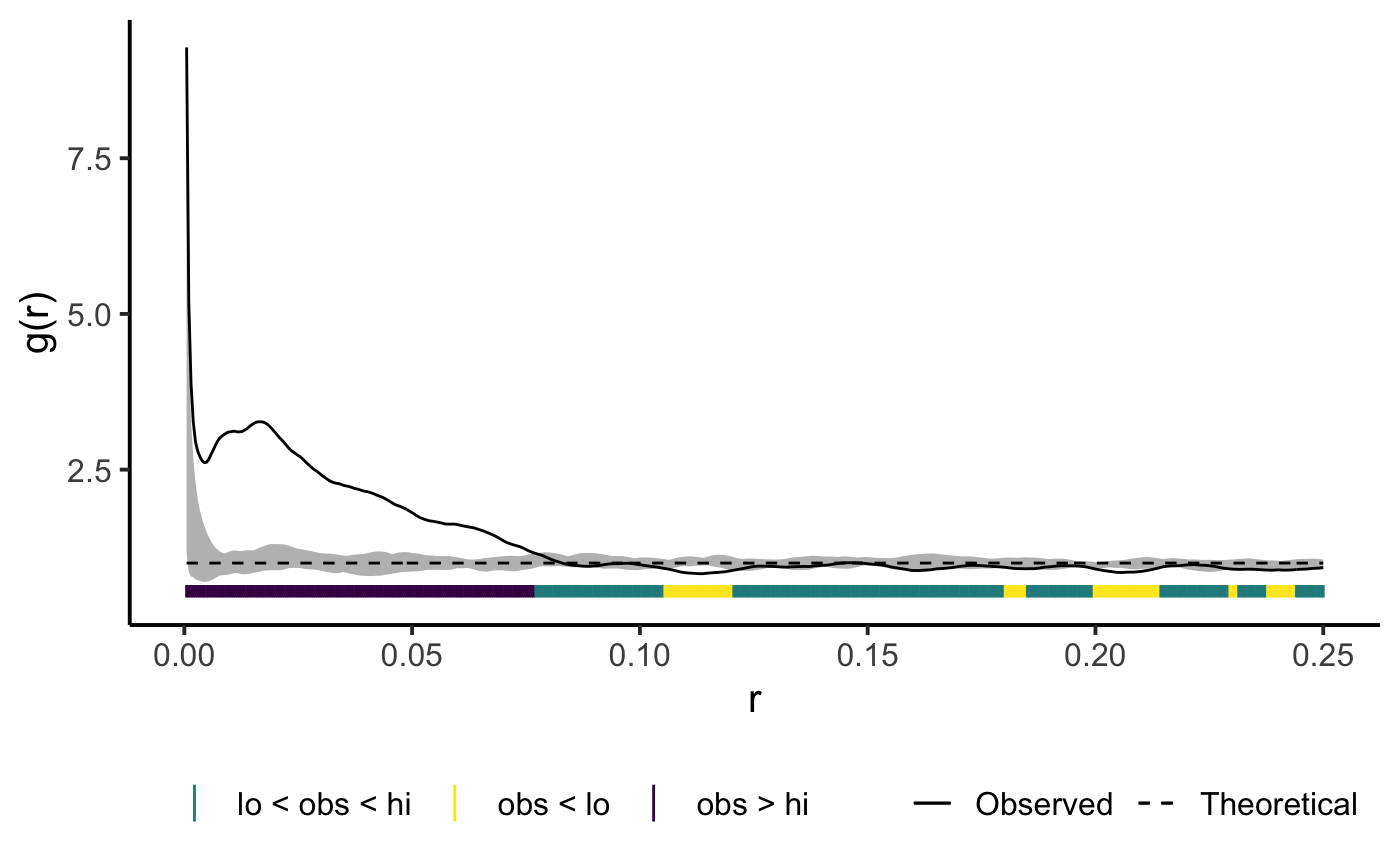 g(r)
7.5
5.0
2.5
0.00 0.05 0.10 0.15 0.20 0.25
r
lo < obs < hi obs < lo obs > hi Observed Theoretical